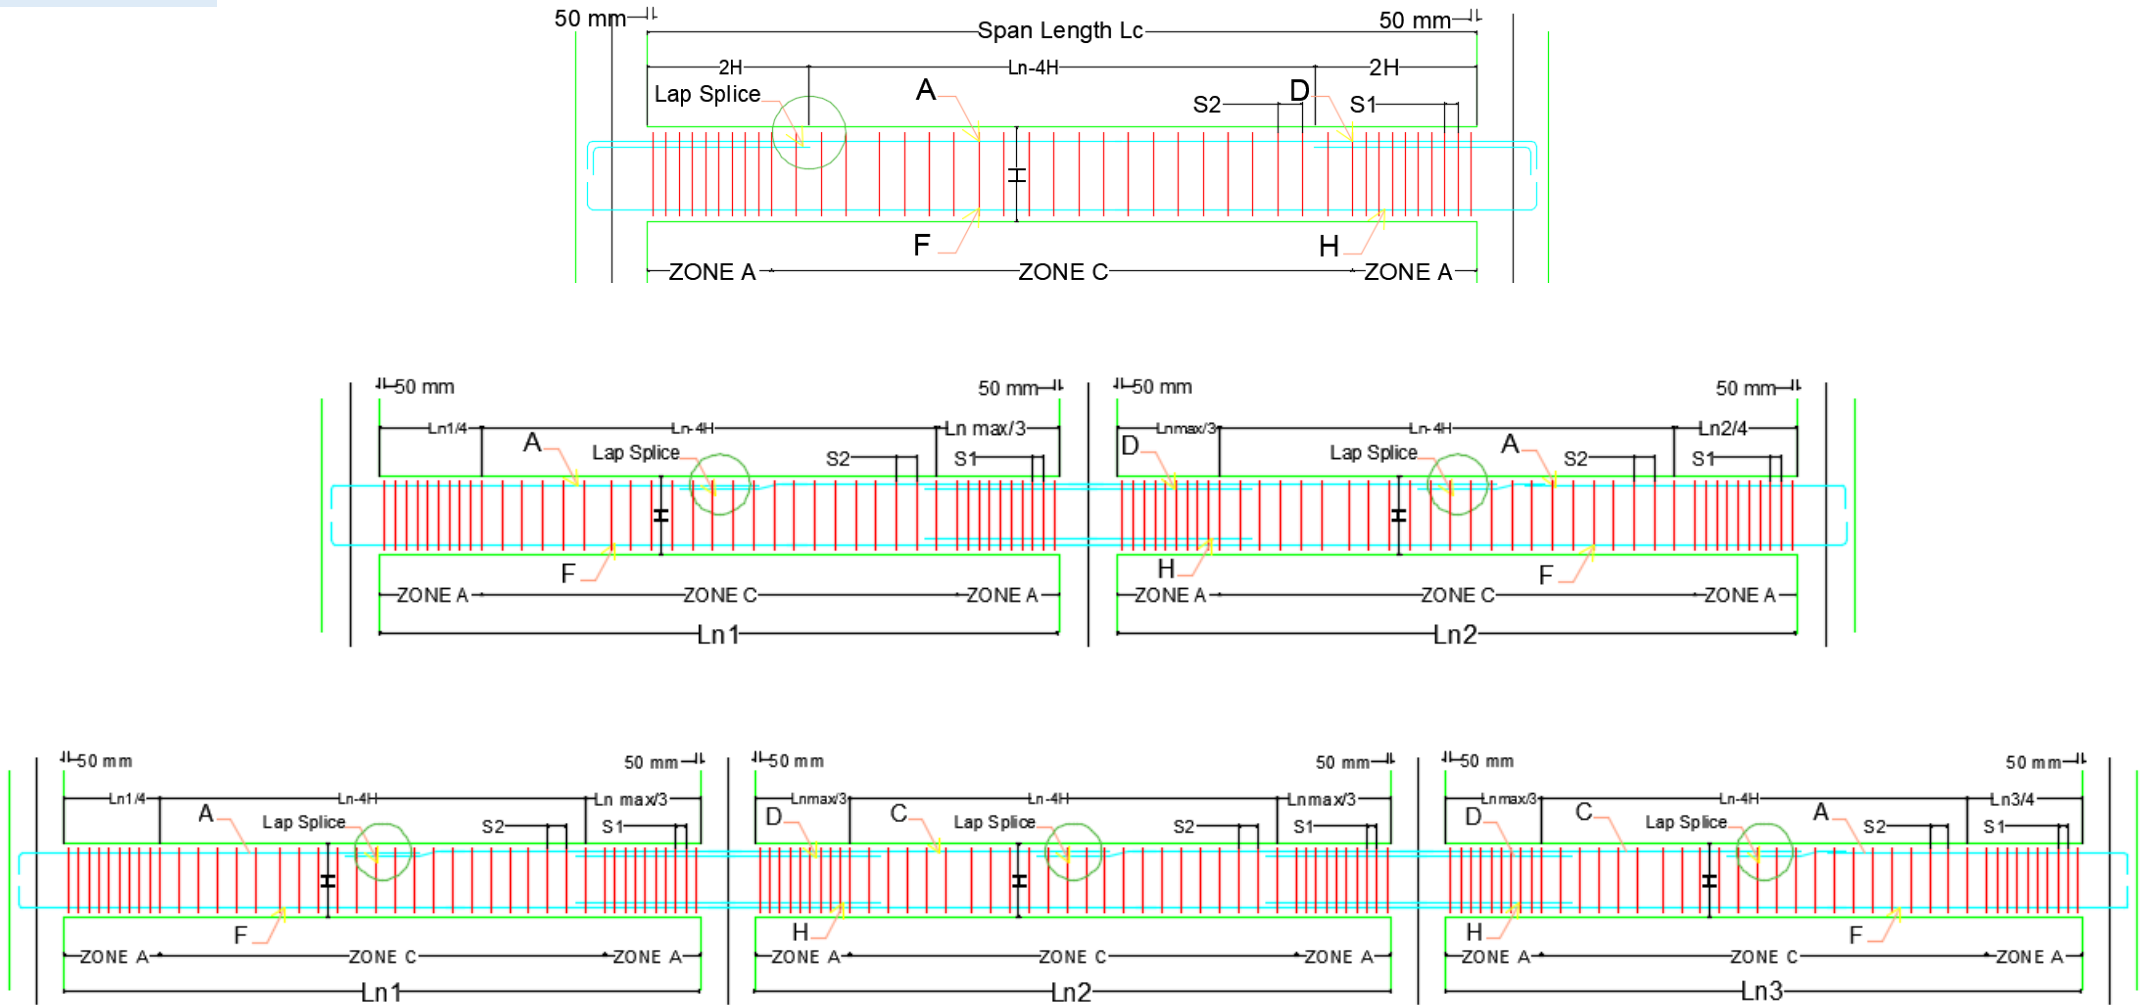 50 mm 50 mm
Span Length Lc
2H Ln-4H 2H
Lap Splice A S2 D S1
H
F H
ZONE A ZONE C ZONE A
50 mm 50 mm 50 mm 50 mm
Ln1/4 Ln-4H Ln max/3 Lnmax/3 Ln-4H Ln2/4
A Lap Splice S2 S1 D Lap Splice A S2 S1
H H
F H F
ZONE A ZONE C ZONE A ZONE A ZONE C ZONE A
Ln1 Ln2
50 mm 50 mm 50 mm 50 mm 50 mm 50 mm
Ln1/4 Ln-4H Ln max/3 Lnmax/3 Ln-4H Lnmax/3 Lnmax/3 Ln-4H Ln3/4
A Lap Splice S2 S1 D C Lap Splice S2 S1 D C Lap Splice A S2 S1
H H H
F H H F
ZONE A ZONE C ZONE A ZONE A ZONE C ZONE A ZONE A ZONE C ZONE A
Ln1 Ln2 Ln3